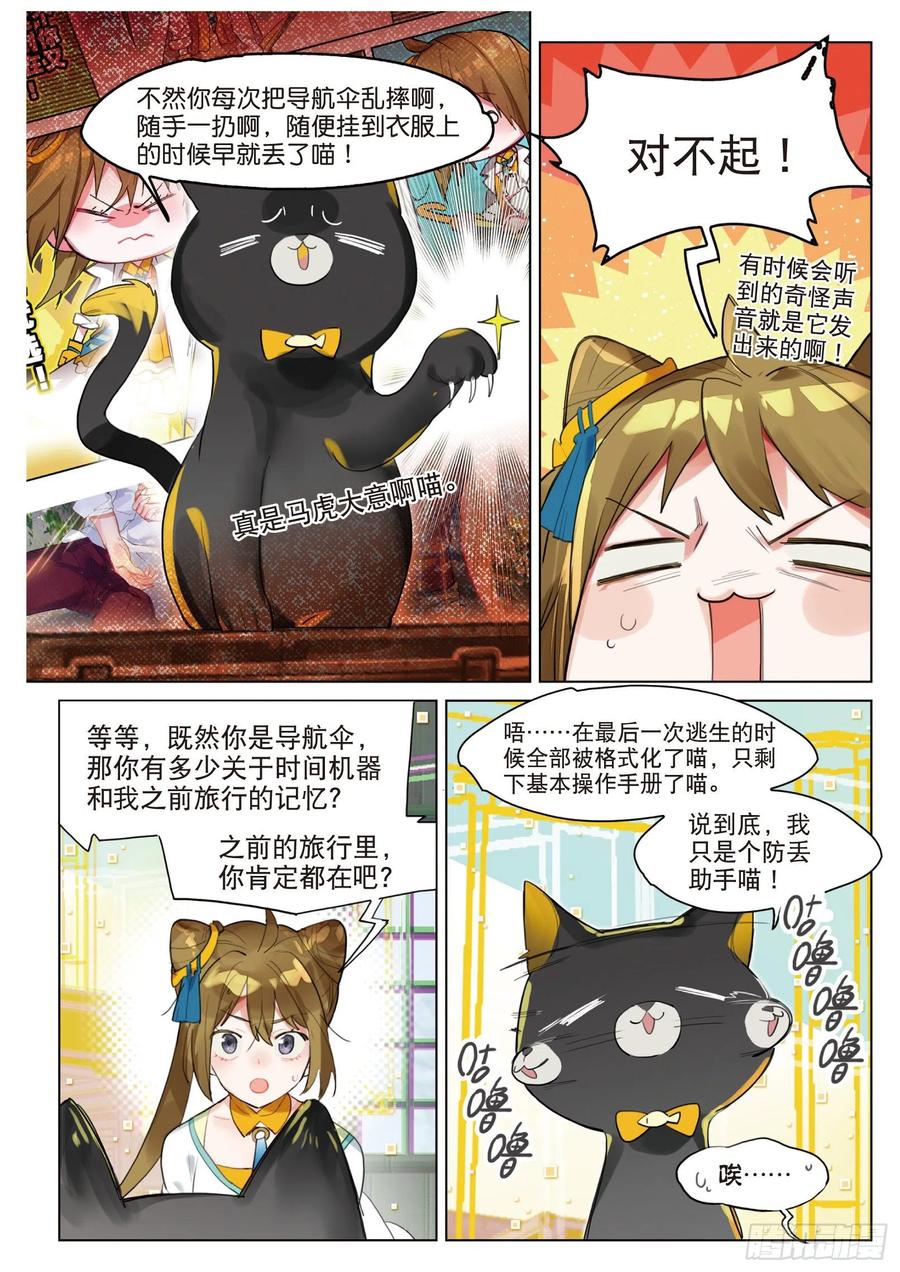 不然你每次把导航伞乱摔啊，
随手一扔啊，随便挂到衣服上
的时候早就丢了喵！
真是马虎大意啊喵。
对不起！
有时候会听
到的奇怪声
音就是它发
出来的啊！
等等，既然你是导航伞，
那你有多少关于时间机器
和我之前旅行的记忆？
之前的旅行里，
你肯定都在吧？
唔……在最后一次逃生的时
候全部被格式化了喵，只剩
下基本操作手册了喵。
说到底，我
只是个防丢
助手喵！
咕噜噜噜
咕噜噜
唉……
腾讯动漫